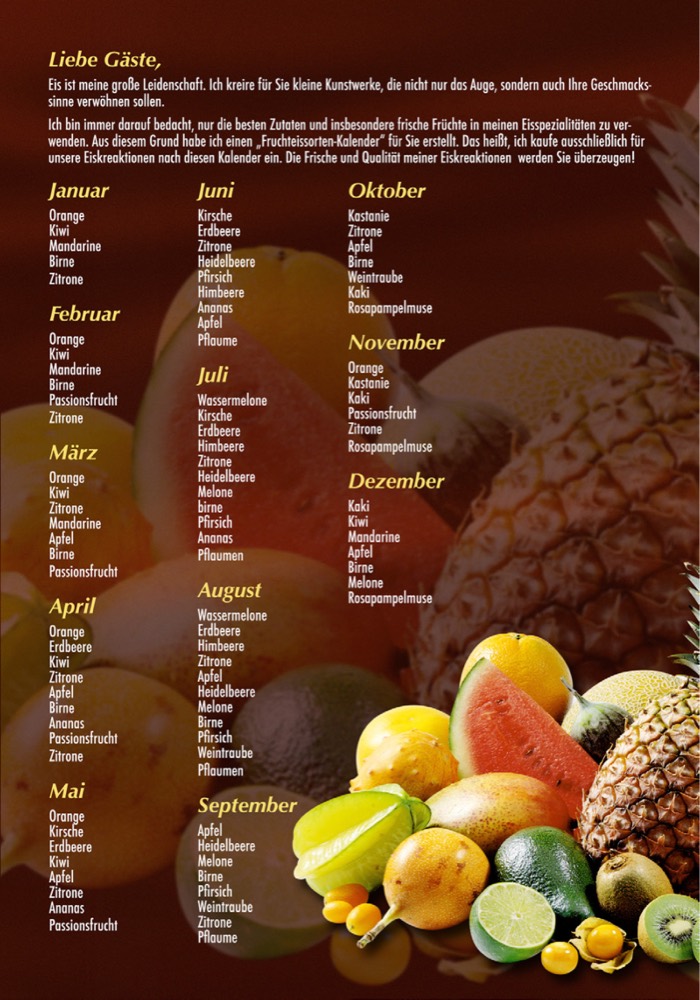 Liebe Gäste,
Eis ist meine große Leidenschaft. Ich kreire für Sie kleine Kunstwerke, die nicht nur das Auge, sondern auch Ihre Geschmacks-
sinne verwöhnen sollen.
Ich bin immer darauf bedacht, nur die besten Zutaten und insbesondere frische Früchte in meinen Eisspezialitäten zu ver-
wenden. Aus diesem Grund habe ich einen „Fruchteissorten-Kalender“ für Sie erstellt. Das heißt, ich kaufe ausschließlich für
unsere Eiskreaktionen nach diesen Kalender ein. Die Frische und Qualität meiner Eiskreaktionen werden Sie überzeugen!
Januar
Orange
Kiwi
Mandarine
Birne
Zitrone
Februar
Orange
Kiwi
Mandarine
Birne
Passionsfrucht
Zitrone
März
Orange
Kiwi
Zitrone
Mandarine
Apfel
Birne
Passionsfrucht
April
Orange
Erdbeere
Kiwi
Zitrone
Apfel
Birne
Ananas
Passionsfrucht
Zitrone
Mai
Orange
Kirsche
Erdbeere
Kiwi
Apfel
Zitrone
Ananas
Passionsfrucht
Juni
Kirsche
Erdbeere
Zitrone
Heidelbeere
Pfirsich
Himbeere
Ananas
Apfel
Pflaume
Juli
Wassermelone
Kirsche
Erdbeere
Himbeere
Zitrone
Heidelbeere
Melone
birne
Pfirsich
Ananas
Pflaumen
August
Wassermelone
Erdbeere
Himbeere
Zitrone
Apfel
Heidelbeere
Melone
Birne
Pfirsich
Weintraube
Pflaumen
September
Apfel
Heidelbeere
Melone
Birne
Pfirsich
Weintraube
Zitrone
Pflaume
Oktober
Kastanie
Zitrone
Apfel
Birne
Weintraube
Kaki
Rosapampelmuse
November
Orange
Kastanie
Kaki
Passionsfrucht
Zitrone
Rosapampelmuse
Dezember
Kaki
Kiwi
Mandarine
Apfel
Birne
Melone
Rosapampelmuse